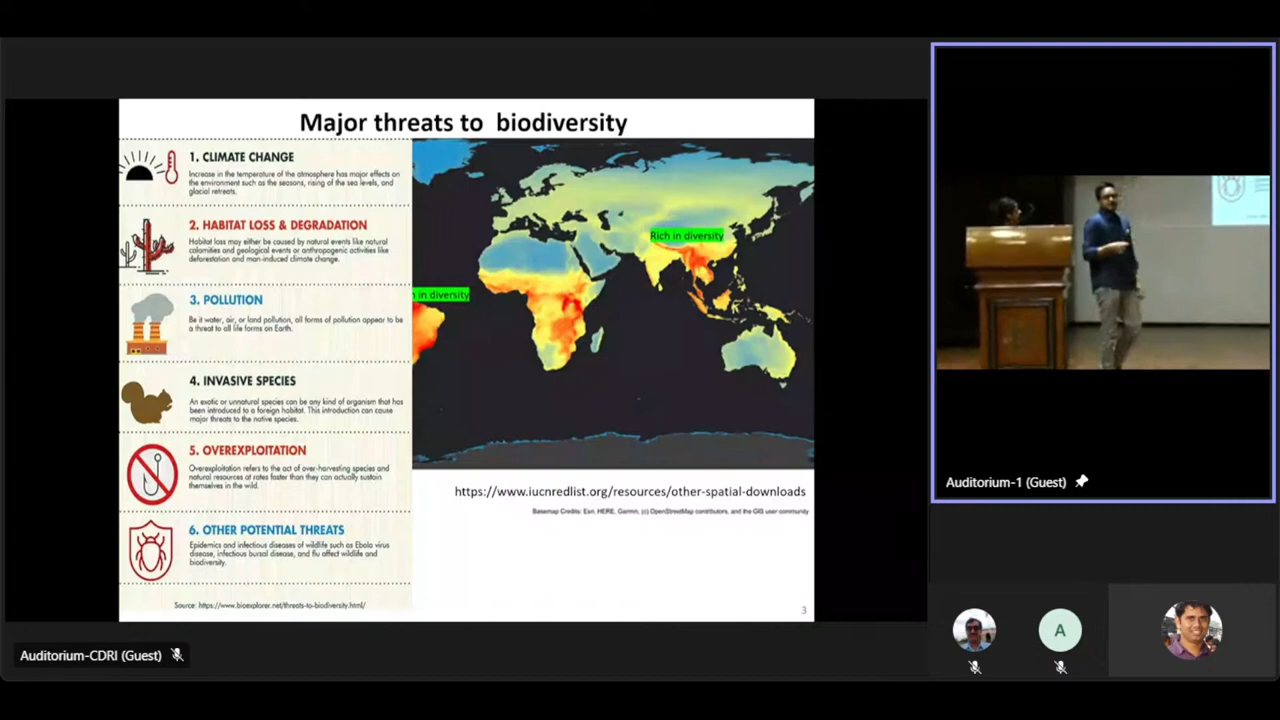 Major threats to biodiversity
1. CLIMATE CHANGE
Increase in the temperature of the atmosphere has major effects on
the environment such as the seasons, rising of the sea levels, and
glacial retreats.
2. HABITAT LOSS & DEGRADATION
Habitat loss may either be caused by natural events like natural
calamities and geological events or anthropogenic activities like
deforestation and man-induced climate change.
3. POLLUTION
Be it water, air, or land pollution, all forms of pollution appear to be
a threat to all life forms on Earth.
4. INVASIVE SPECIES
An exotic or unnatural species can be any kind of organism that has
been introduced to a foreign habitat. This introduction can cause
major threats to the native species.
5. OVEREXPLOITATION
Overexploitation refers to the act of over-harvesting species and
natural resources at rates faster than they can actually sustain
themselves in the wild.
6. OTHER POTENTIAL THREATS
Epidemics and infectious diseases of wildlife such as Ebola virus
disease, infectious bursal disease, and flu affect wildlife and
biodiversity.
Source: https://www.bioexplorer.net/threats-to-biodiversity.html/
Rich in diversity
in diversity
https://www.iucnredlist.org/resources/other-spatial-downloads
Basemap Credits: Esri, HERE, Garmin, (c) OpenStreetMap contributors, and the GIS user community
3
Auditorium-CDRI (Guest)
Auditorium-1 (Guest)
A